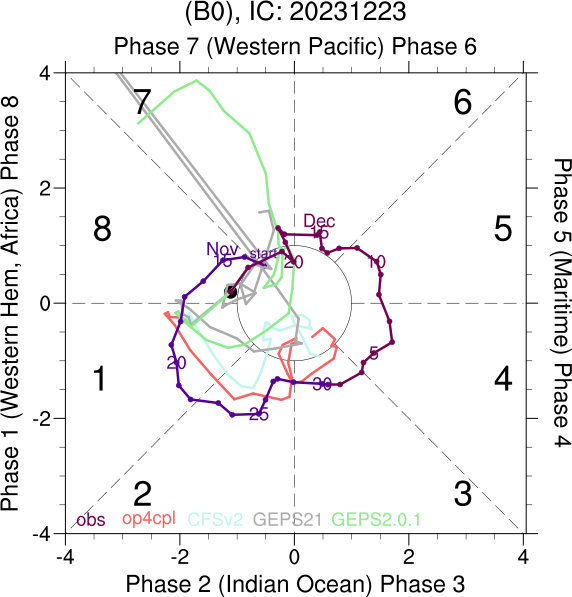 (B0), IC: 20231223
Phase 7 (Western Pacific) Phase 6
Phase 1 (Western Hem, Africa) Phase 8
Phase 5 (Maritime) Phase 4
4
2
0
-2
-4
7
6
8
5
1
4
2
3
Dec
15
Nov
15
start
20
10
5
20
25
30
obs
op4cpl
CFSv2
GEPS21
GEPS2.0.1
-4
-2
0
2
4
Phase 2 (Indian Ocean) Phase 3